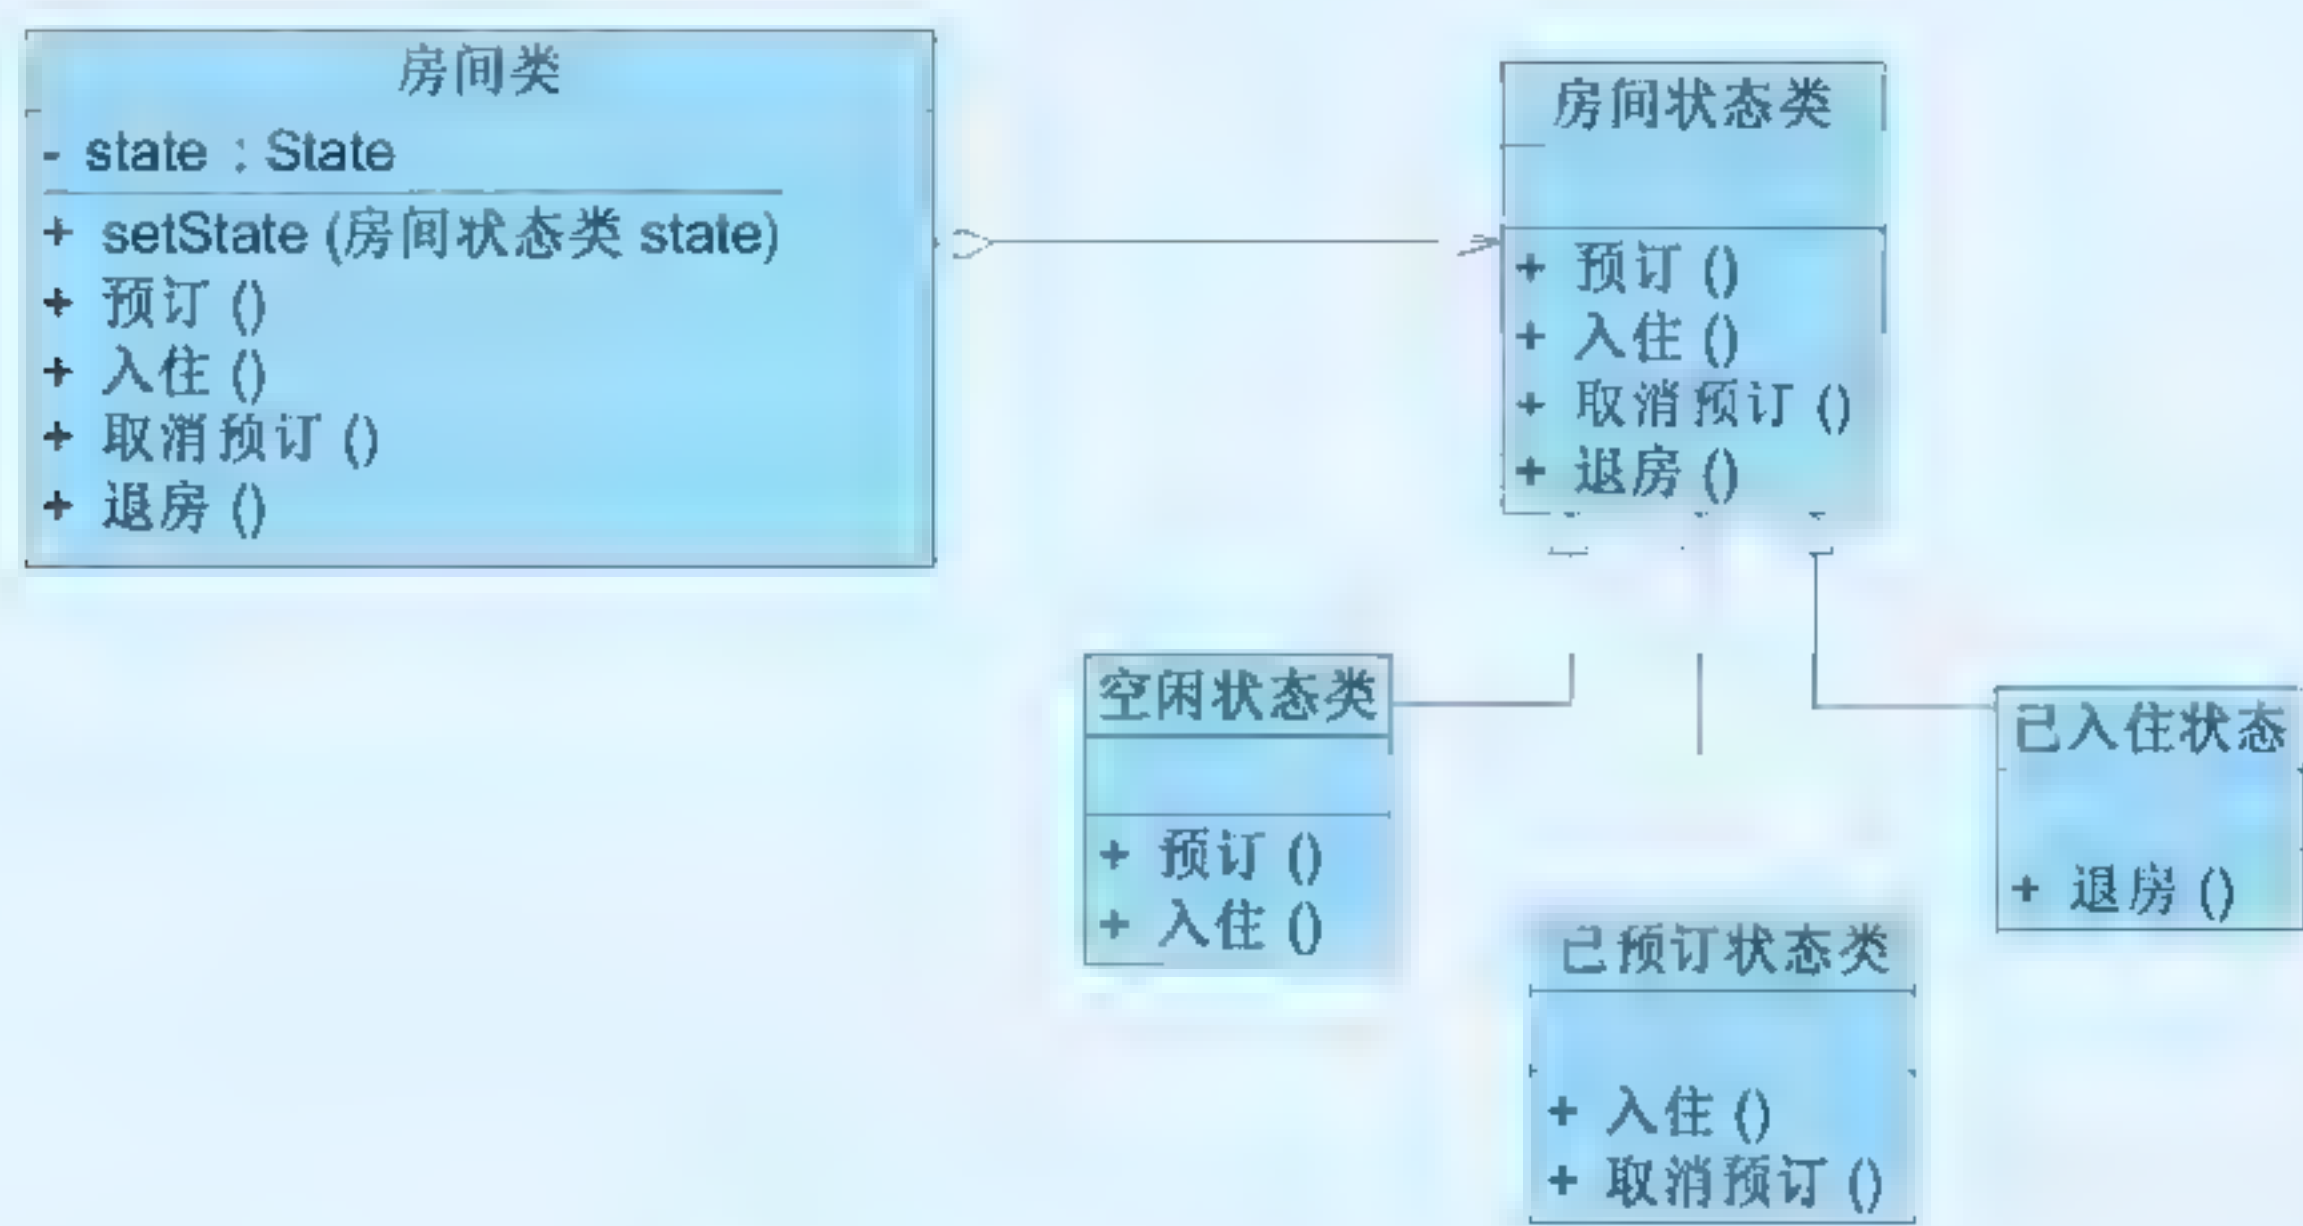 房间类
- state : State
+ setState (房间状态类 state)
+ 预订 ()
+ 入住 ()
+ 取消预订 ()
+ 退房 ()
房间状态类
+ 预订 ()
+ 入住 ()
+ 取消预订 ()
+ 退房 ()
空闲状态类
+ 预订 ()
+ 入住 ()
已预订状态类
+ 入住 ()
+ 取消预订 ()
已入住状态
+ 退房 ()